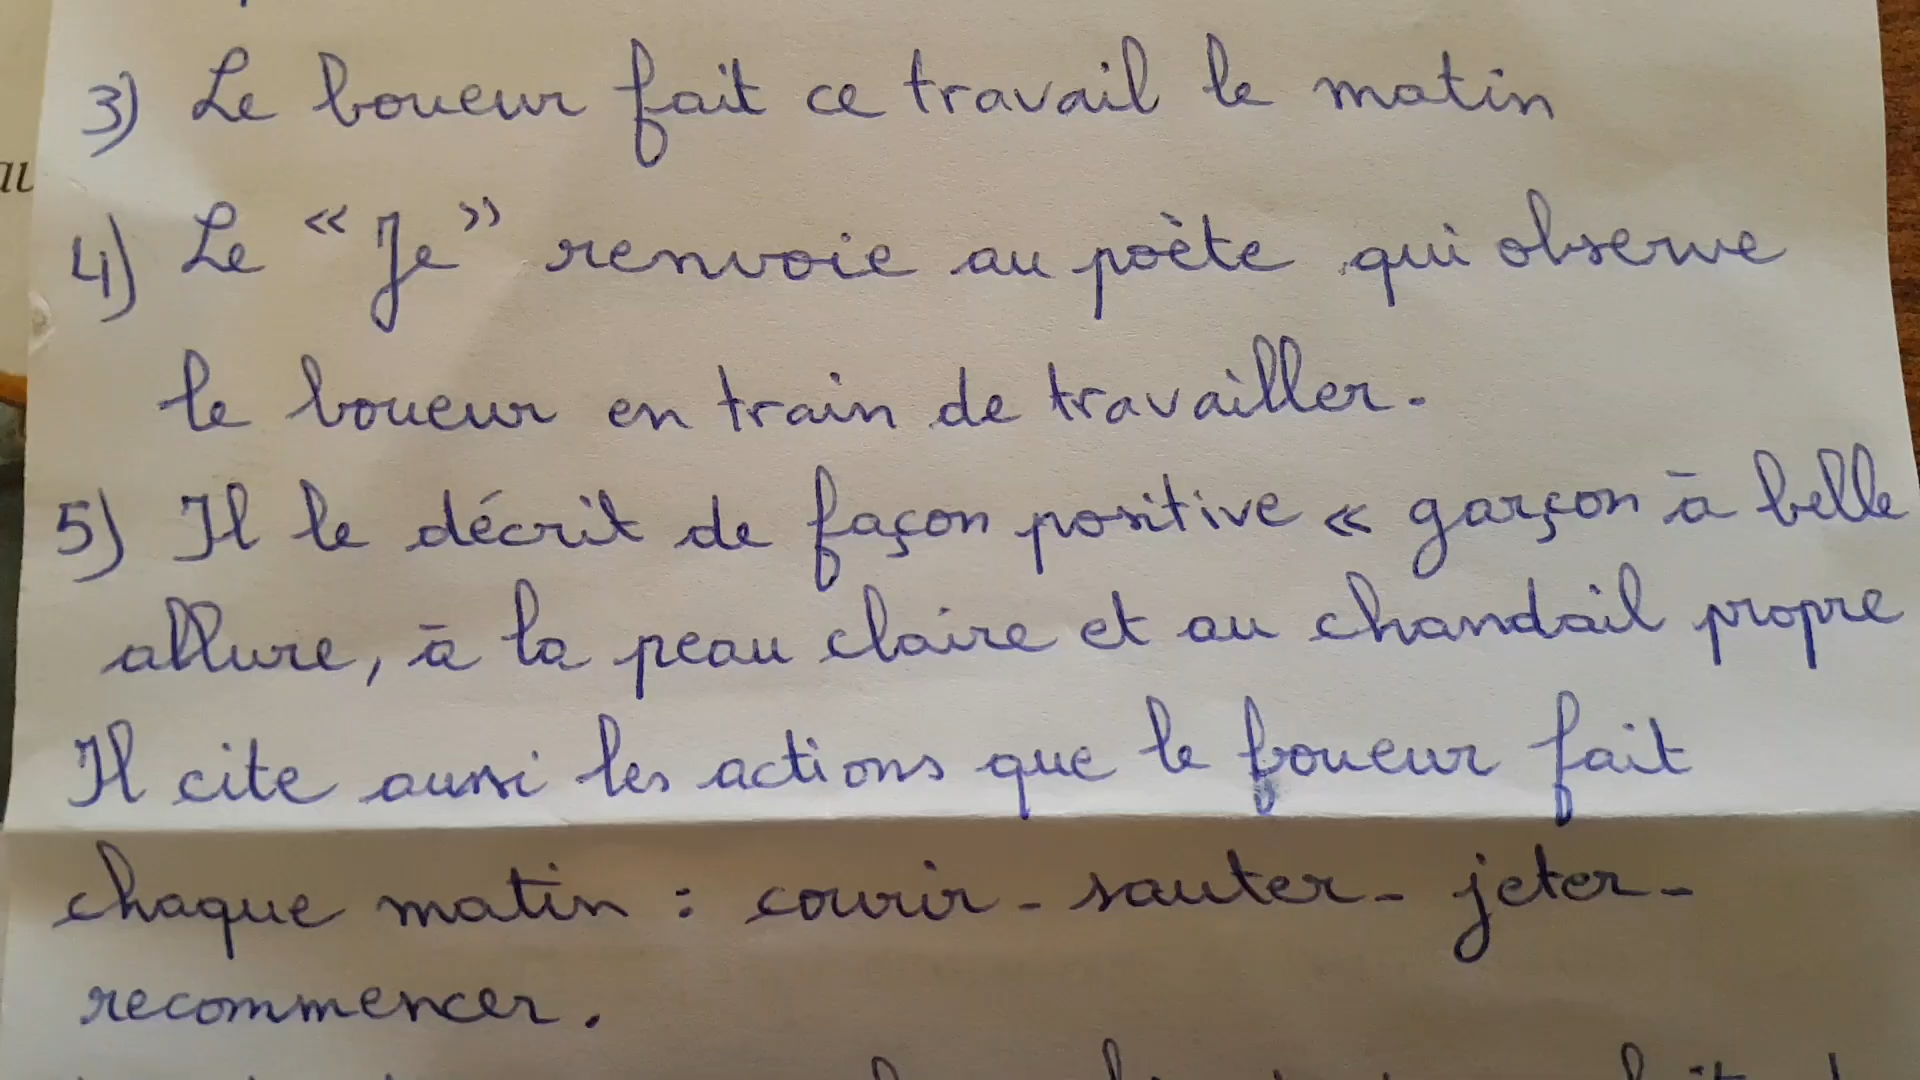 3) Le boueur fait ce travail le matin
au
4) Le « Je » renvoie au poète qui observe
le boueur en train de travailler.
5) Il le décrit de façon positive « garçon à belle
allure, à la peau claire et au chandail propre
Il cite aussi les actions que le boueur fait
chaque matin : courir - sauter - jeter -
recommencer.